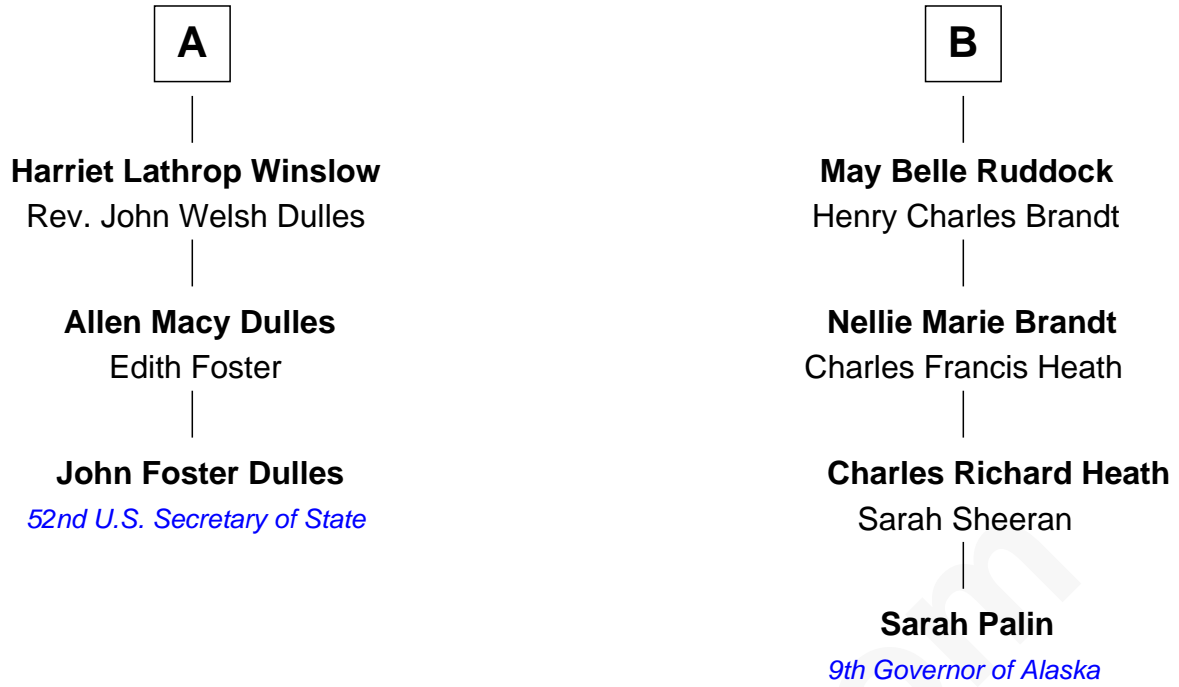 A
Harriet Lathrop Winslow
Rev. John Welsh Dulles
Allen Macy Dulles
Edith Foster
John Foster Dulles
52nd U.S. Secretary of State
B
May Belle Ruddock
Henry Charles Brandt
Nellie Marie Brandt
Charles Francis Heath
Charles Richard Heath
Sarah Sheeran
Sarah Palin
9th Governor of Alaska